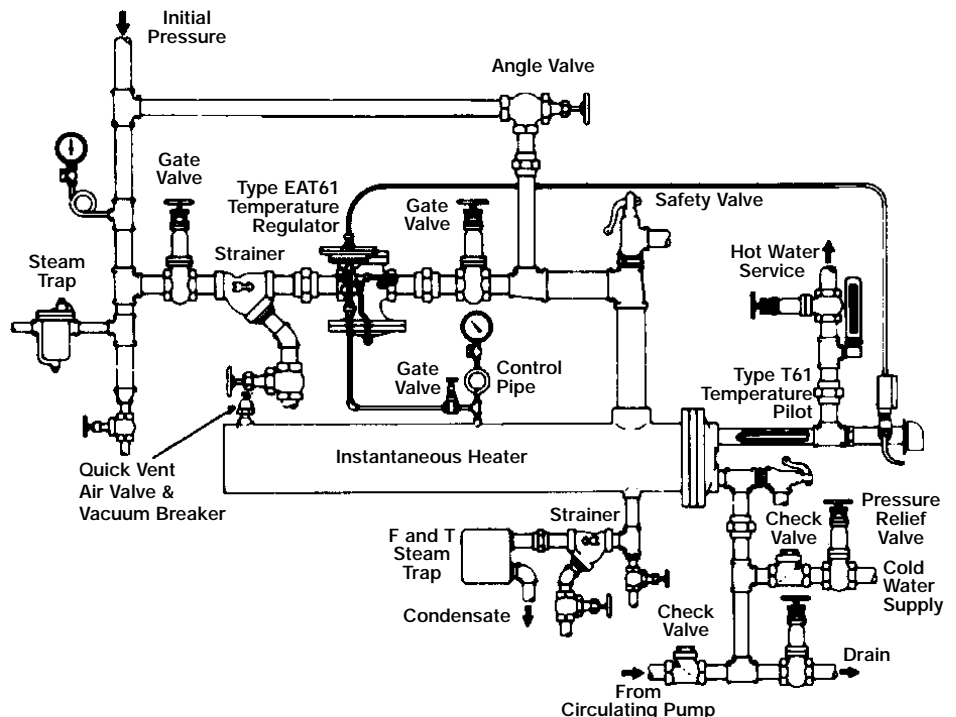 Initial
Pressure
Angle Valve
Gate
Valve
Type EAT61
Temperature
Regulator
Gate
Valve
Safety Valve
Steam
Trap
Strainer
Hot Water
Service
Gate
Valve
Control
Pipe
Type T61
Temperature
Pilot
Instantaneous Heater
Quick Vent
Air Valve &
Vacuum Breaker
F and T
Steam
Trap
Strainer
Check
Valve
Pressure
Relief
Valve
Cold
Water
Supply
Condensate
Check
Valve
Drain
From
Circulating Pump